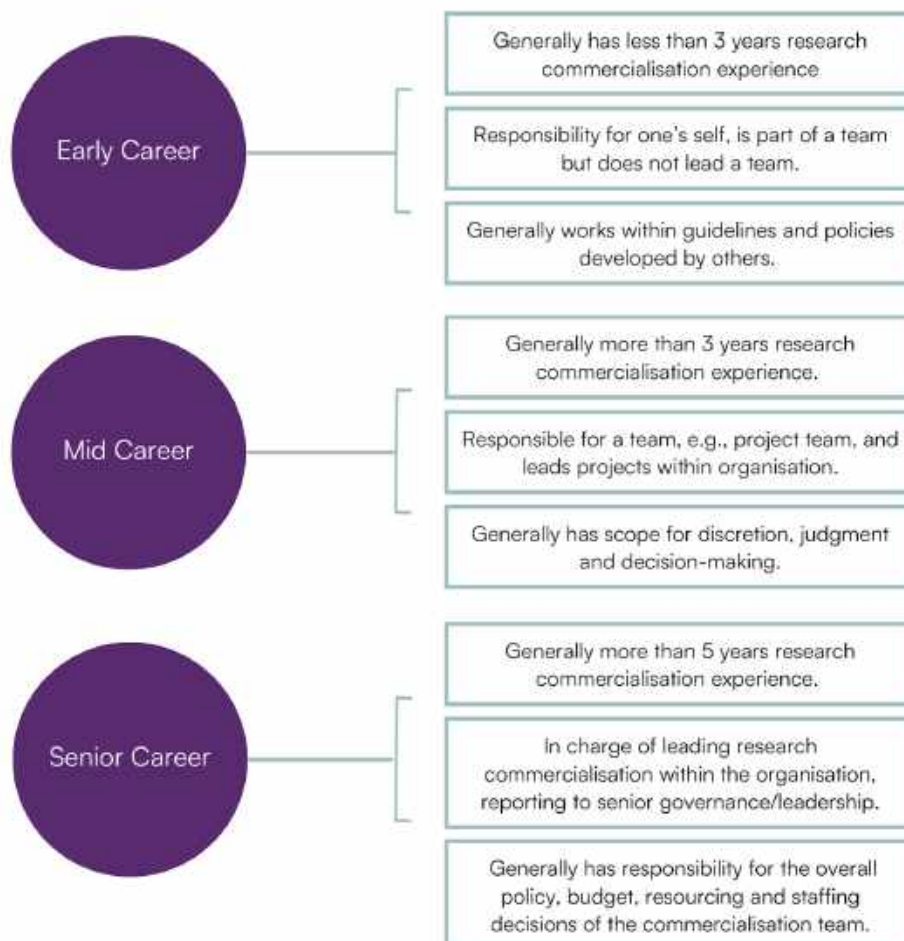 Early Career
Generally has less than 3 years research
commercialisation experience
Responsibility for one's self, is part of a team
but does not lead a team.
Generally works within guidelines and policies
developed by others.
Mid Career
Generally more than 3 years research
commercialisation experience.
Responsible for a team, e.g., project team, and
leads projects within organisation.
Generally has scope for discretion, judgment
and decision-making.
Senior Career
Generally more than 5 years research
commercialisation experience.
In charge of leading research
commercialisation within the organisation,
reporting to senior governance/leadership.
Generally has responsibility for the overall
policy, budget, resourcing and staffing
decisions of the commercialisation team.